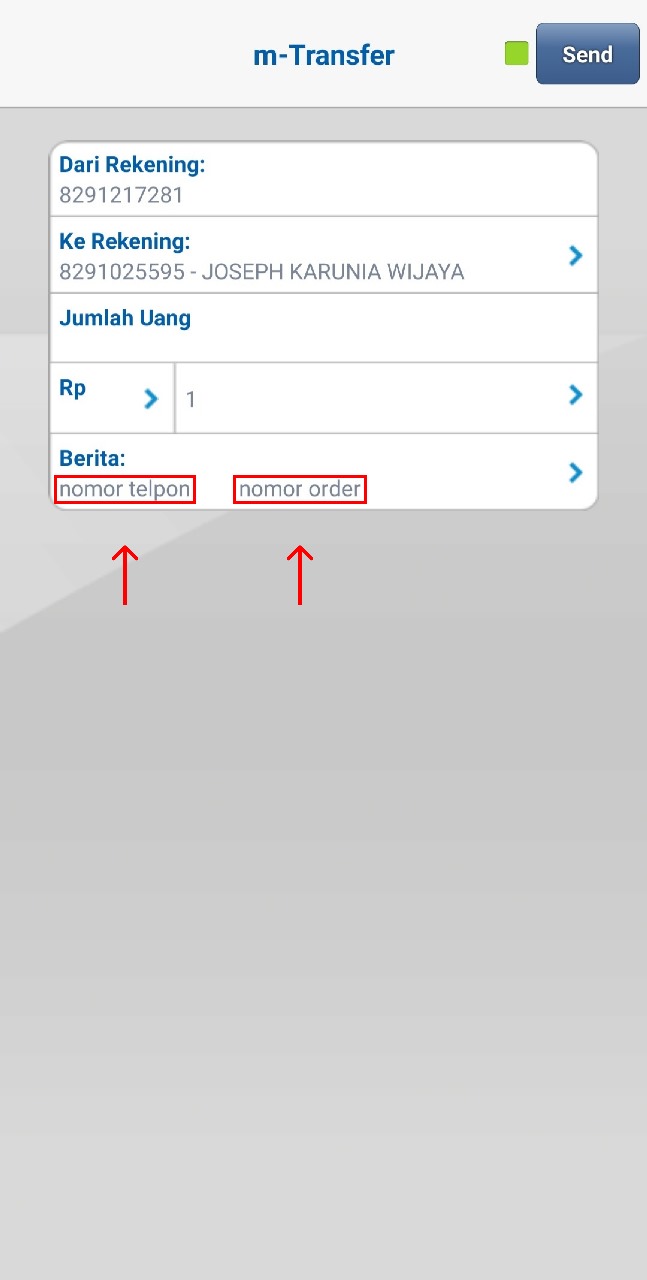 m-Transfer
Send
Dari Rekening:
8291217281
Ke Rekening:
8291025595 - JOSEPH KARUNIA WIJAYA
Jumlah Uang
Rp
1
Berita:
nomor telpon nomor order